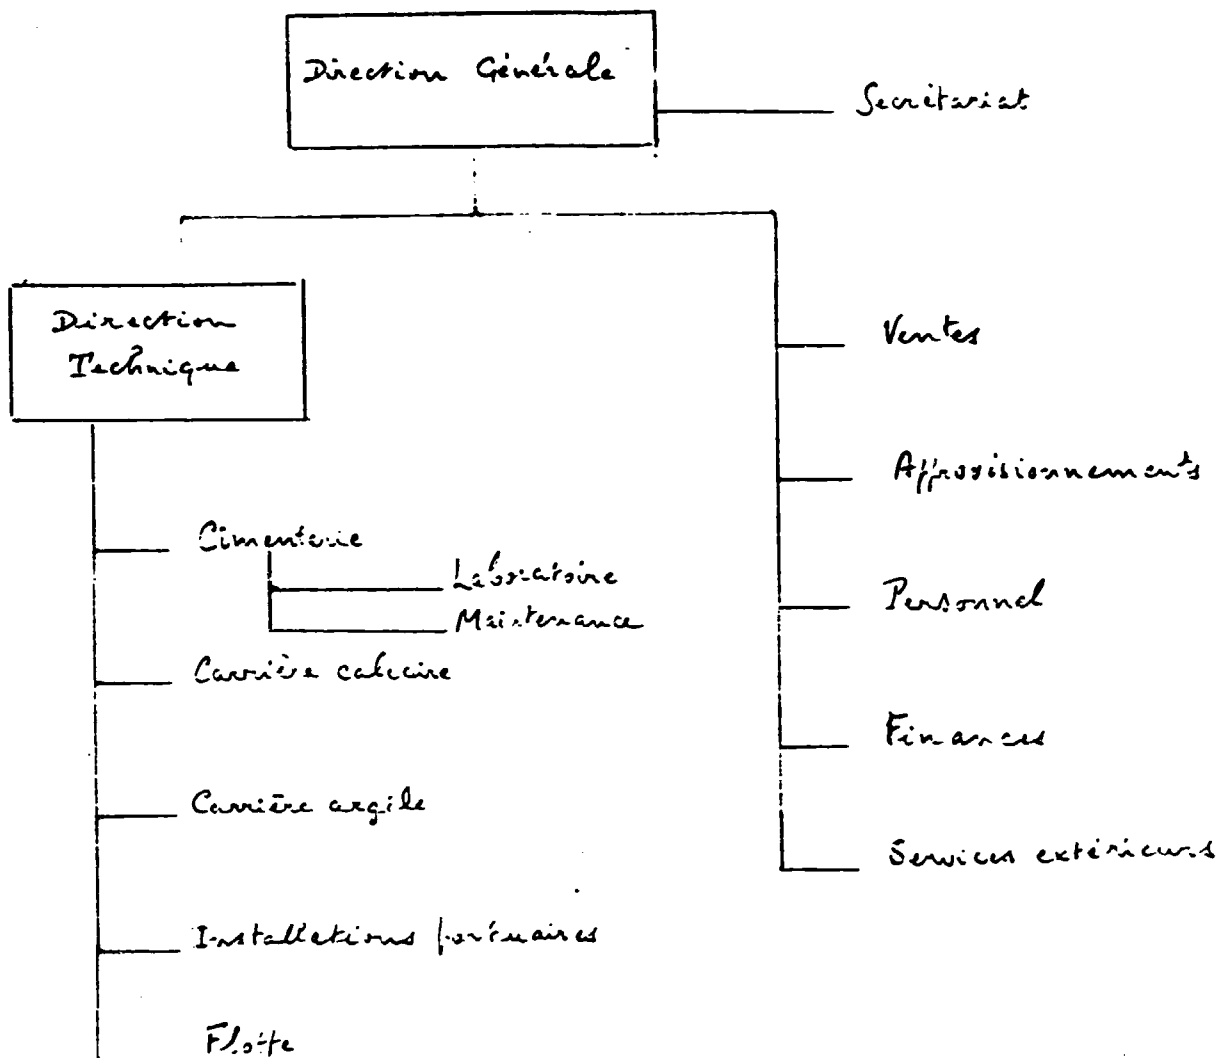 Direction Générale
Secrétariat
Direction
Technique
Ventes
Approvisionnements
Cimenterie
Laboratoire
Maintenance
Personnel
Carrière calcaire
Finances
Carrière argile
Services extérieurs
Installations portuaires
Flotte